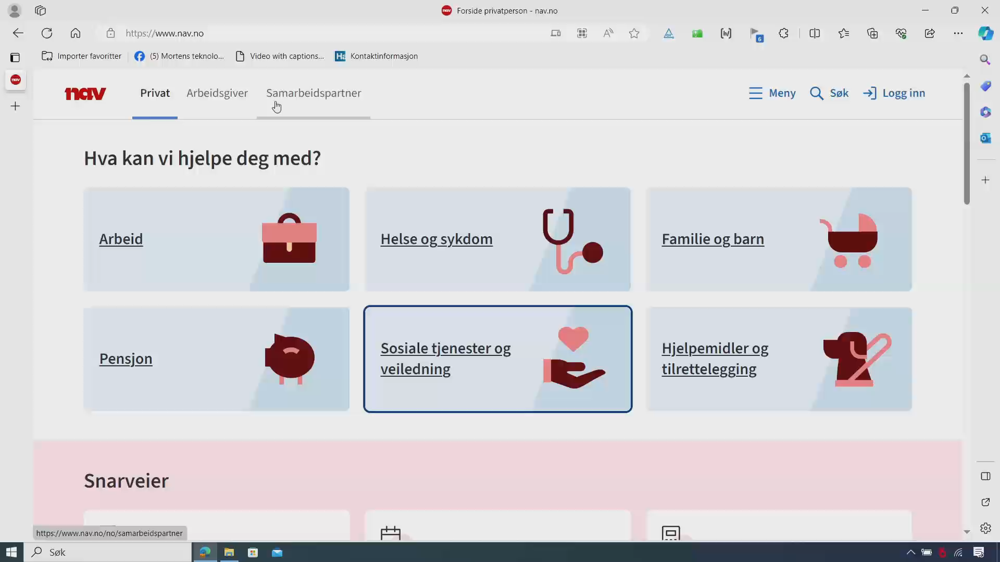 Forside privatperson - nav.no
https://www.nav.no
6
Importer favoritter
(5) Mortens teknolo...
Video with captions...
Kontaktinformasjon
nav
Privat
Arbeidsgiver
Samarbeidspartner
Meny
Søk
Logg inn
Hva kan vi hjelpe deg med?
Arbeid
Helse og sykdom
Familie og barn
Pensjon
Sosiale tjenester og
veiledning
Hjelpemidler og
tilrettelegging
Snarveier
https://www.nav.no/no/samarbeidspartner
Søk